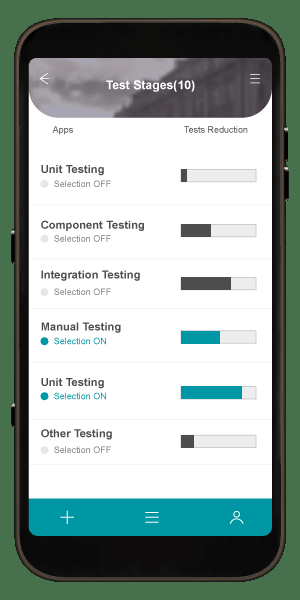 Test Stages(10)
Apps Tests Reduction
Unit Testing
Selection OFF
Component Testing
Selection OFF
Integration Testing
Selection OFF
Manual Testing
Selection ON
Unit Testing
Selection ON
Other Testing
Selection OFF